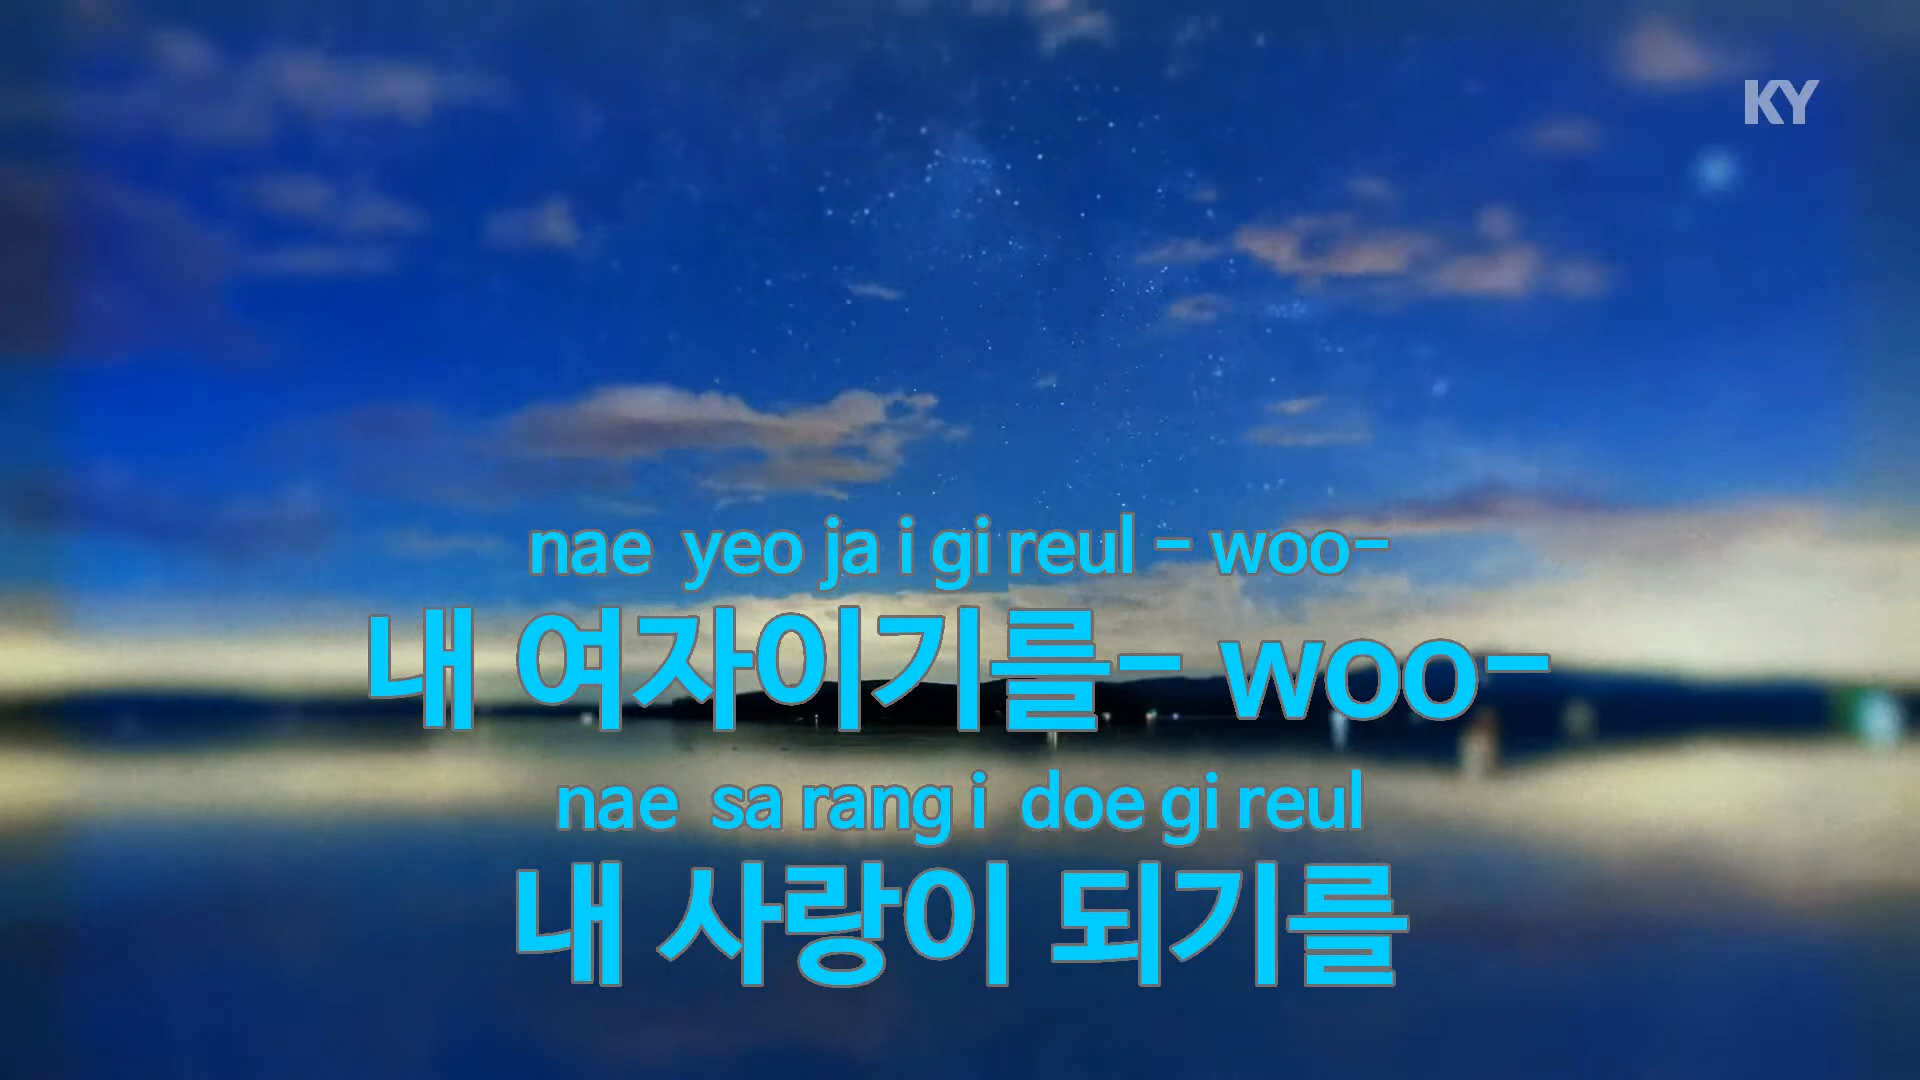 KY
nae yeo ja i gi reul - woo-
내 여자이기를- woo-
nae sa rang i doe gi reul
내 사랑이 되기를